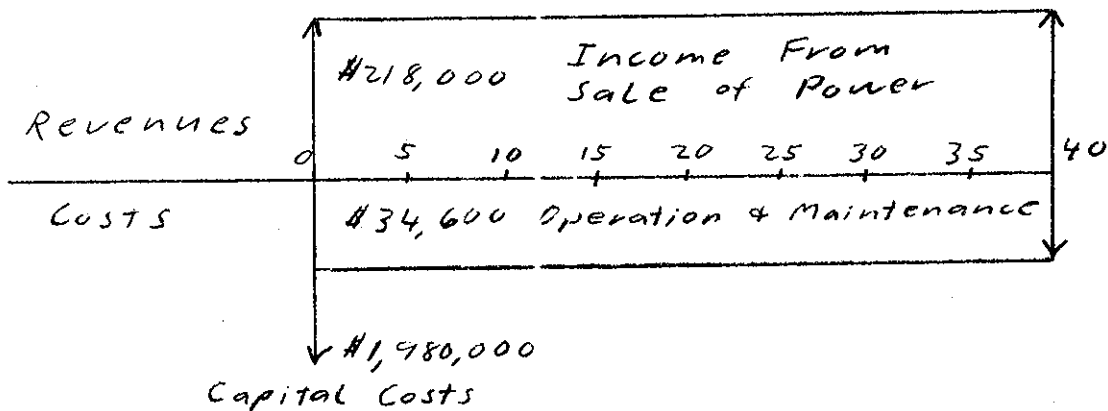 $218,000 Income From
Sale of Power
Revenues
0 5 10 15 20 25 30 35 40
Costs
$34,600 Operation & Maintenance
$1,980,000
Capital Costs